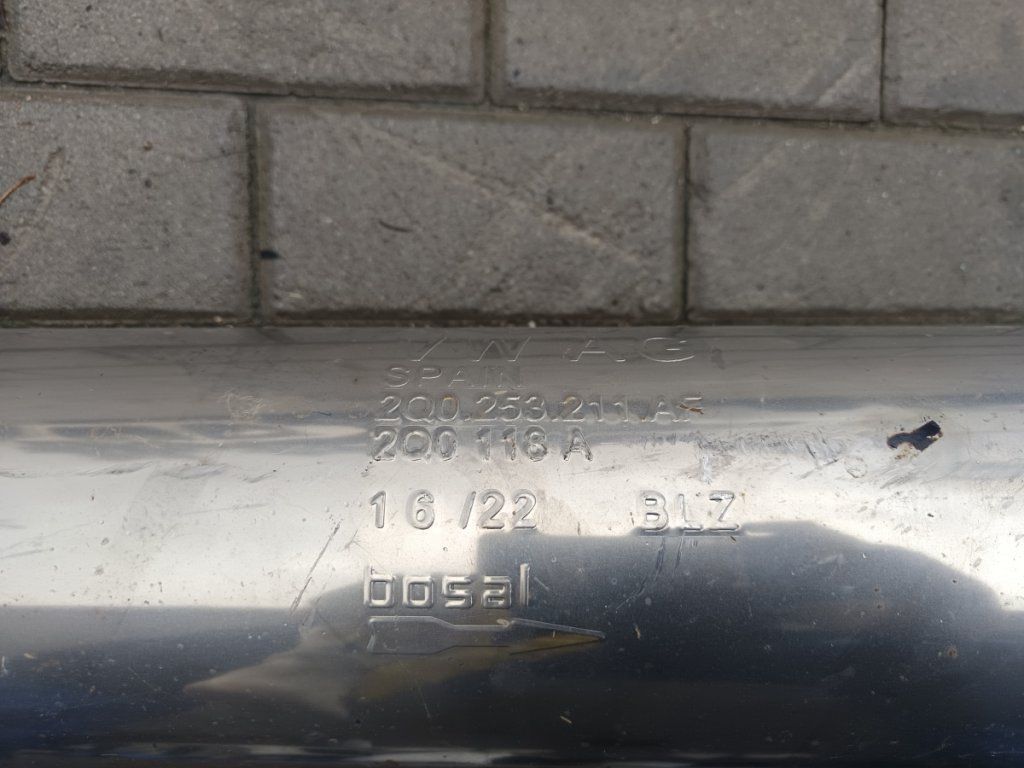 VW AG
SPAIN
2Q0.253.211.AF
2Q0 118 A
16/22 BLZ
bosal